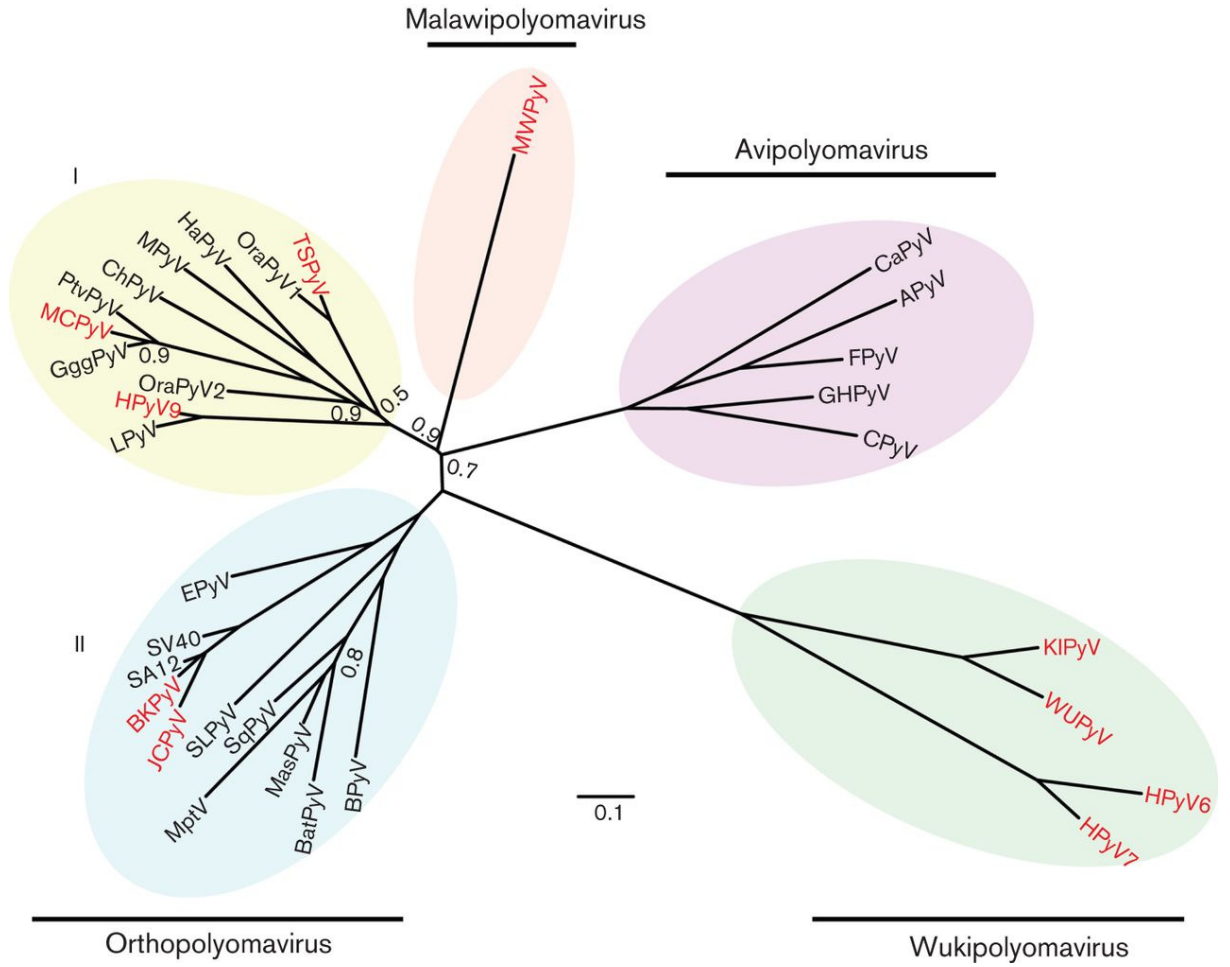 Malawipolyomavirus
MWPyV
Avipolyomavirus
I
HaPyV
OraPyV1
TSPyV
MPyV
ChPyV
PtvPyV
MCPyV
GggPyV
0.9
OraPyV2
HPyV9
LPyV
0.9
0.5
0.9
0.7
CaPyV
APyV
FPyV
GHPyV
CPyV
II
EPyV
SV40
SA12
BKPyV
JCPyV
SLPyV
SqPyV
0.8
MptV
MasPyV
BatPyV
BPyV
0.1
KIPyV
WUPyV
HPyV6
HPyV7
Orthopolyomavirus
Wukipolyomavirus